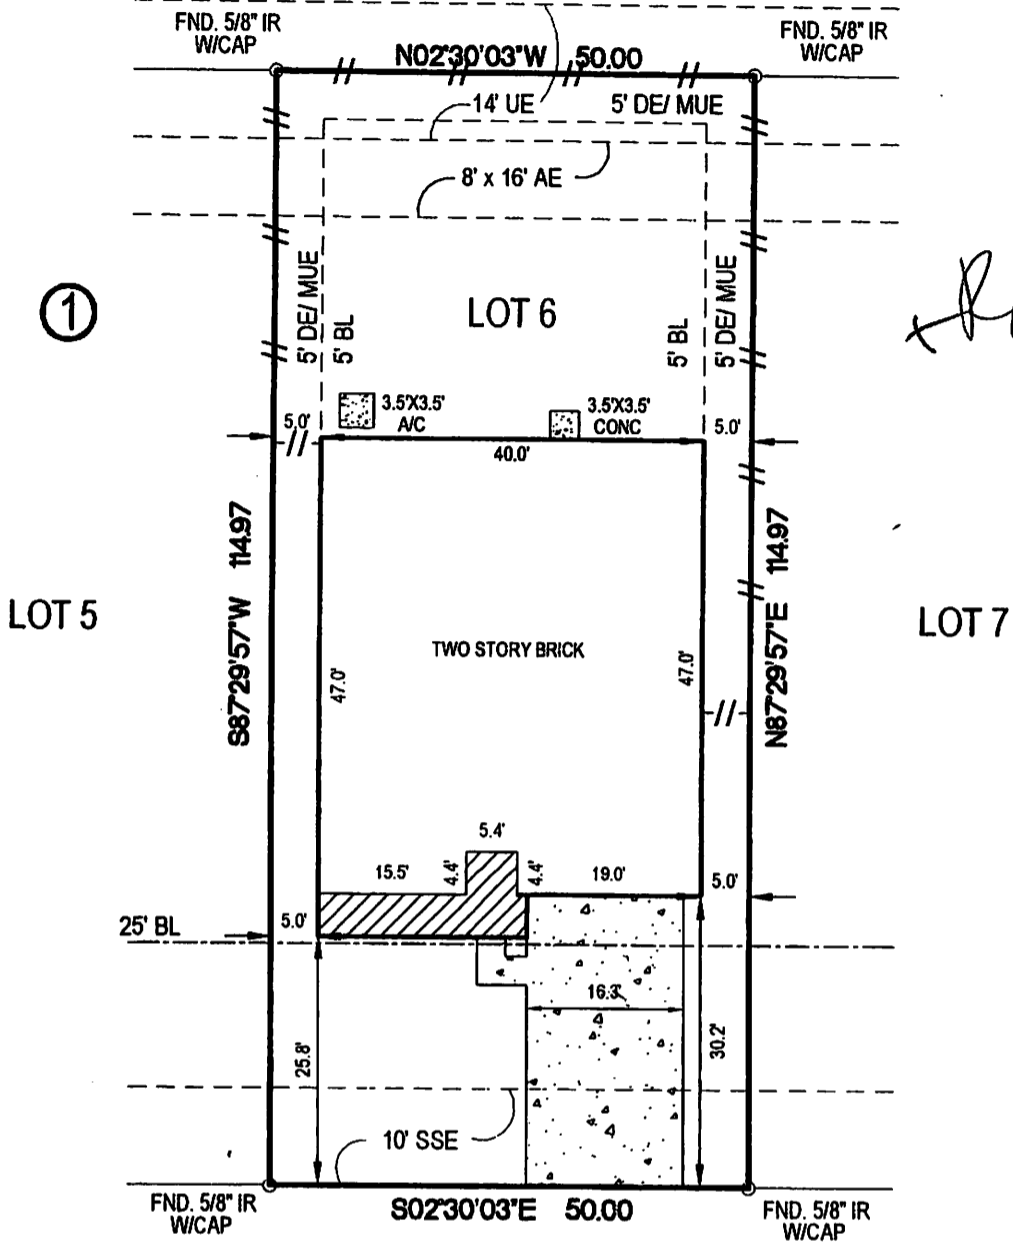 FND. 5/8" IR
W/CAP
FND. 5/8" IR
W/CAP
N02°30'03"W 50.00
14' UE
5' DE/ MUE
8' x 16' AE
1
5' DE/ MUE
5' BL
LOT 6
5' BL
5' DE/ MUE
3.5'X3.5'
A/C
3.5'X3.5'
CONC
5.0'
5.0'
40.0'
S87°29'57"W 114.97
N87°29'57"E 114.97
LOT 5
LOT 7
TWO STORY BRICK
47.0'
47.0'
5.4'
15.5'
4.4'
4.4'
19.0'
5.0'
25' BL
5.0'
16.3'
25.8'
30.2'
10' SSE
FND. 5/8" IR
W/CAP
S02°30'03"E 50.00
FND. 5/8" IR
W/CAP